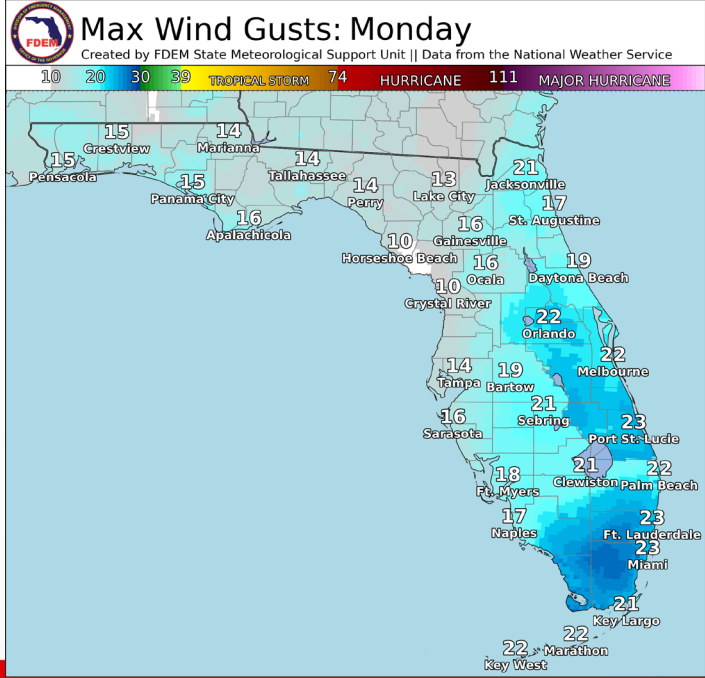 Max Wind Gusts: Monday
Created by FDEM State Meteorological Support Unit || Data from the National Weather Service
FDEM
10 20 30 39 TROPICAL STORM 74 HURRICANE 111 MAJOR HURRICANE
15
Crestview
14
Marianna
15
Pensacola
14
Tallahassee
21
Jacksonville
15
Panama City
14
Perry
13
Lake City
17
St. Augustine
16
Apalachicola
16
Gainesville
10
Horseshoe Beach
16
Ocala
19
Daytona Beach
10
Crystal River
22
Orlando
22
Melbourne
14
Tampa
19
Bartow
21
Sebring
16
Sarasota
23
Port St. Lucie
21
Clewiston
22
Palm Beach
18
Ft. Myers
17
Naples
23
Ft. Lauderdale
23
Miami
21
Key Largo
22
Marathon
22
Key West